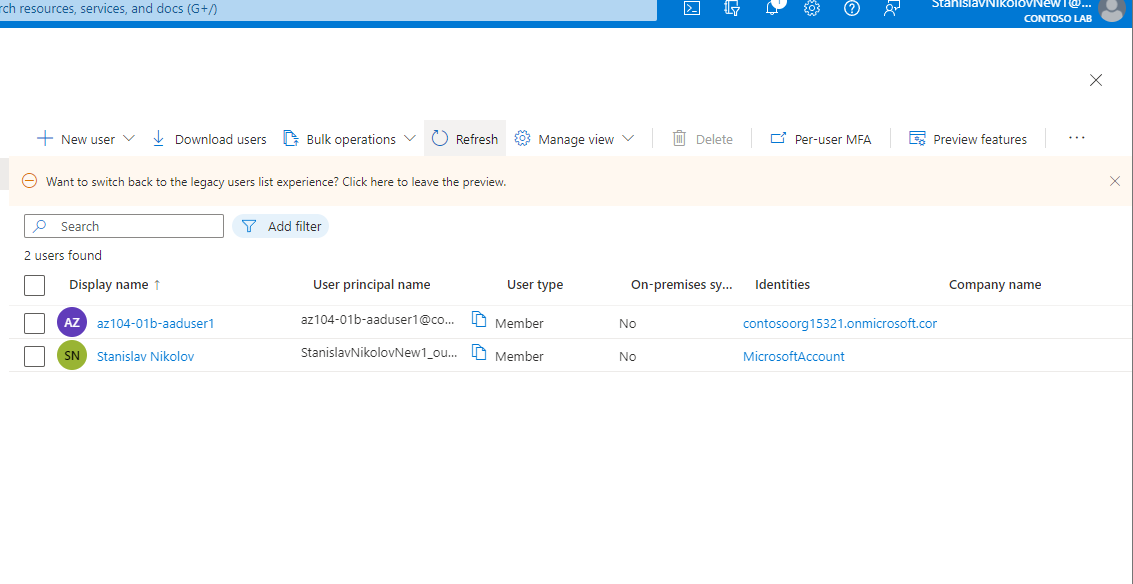 rch resources, services, and docs (G+/)
StanislavNikolovNew1@...
CONTOSO LAB
New user
Download users
Bulk operations
Refresh
Manage view
Delete
Per-user MFA
Preview features
...
Want to switch back to the legacy users list experience? Click here to leave the preview.
Search
Add filter
2 users found
Display name ↑ User principal name User type On-premises sy... Identities Company name
AZ az104-01b-aaduser1 az104-01b-aaduser1@co... Member No contosoorg15321.onmicrosoft.cor
SN Stanislav Nikolov StanislavNikolovNew1_ou... Member No MicrosoftAccount